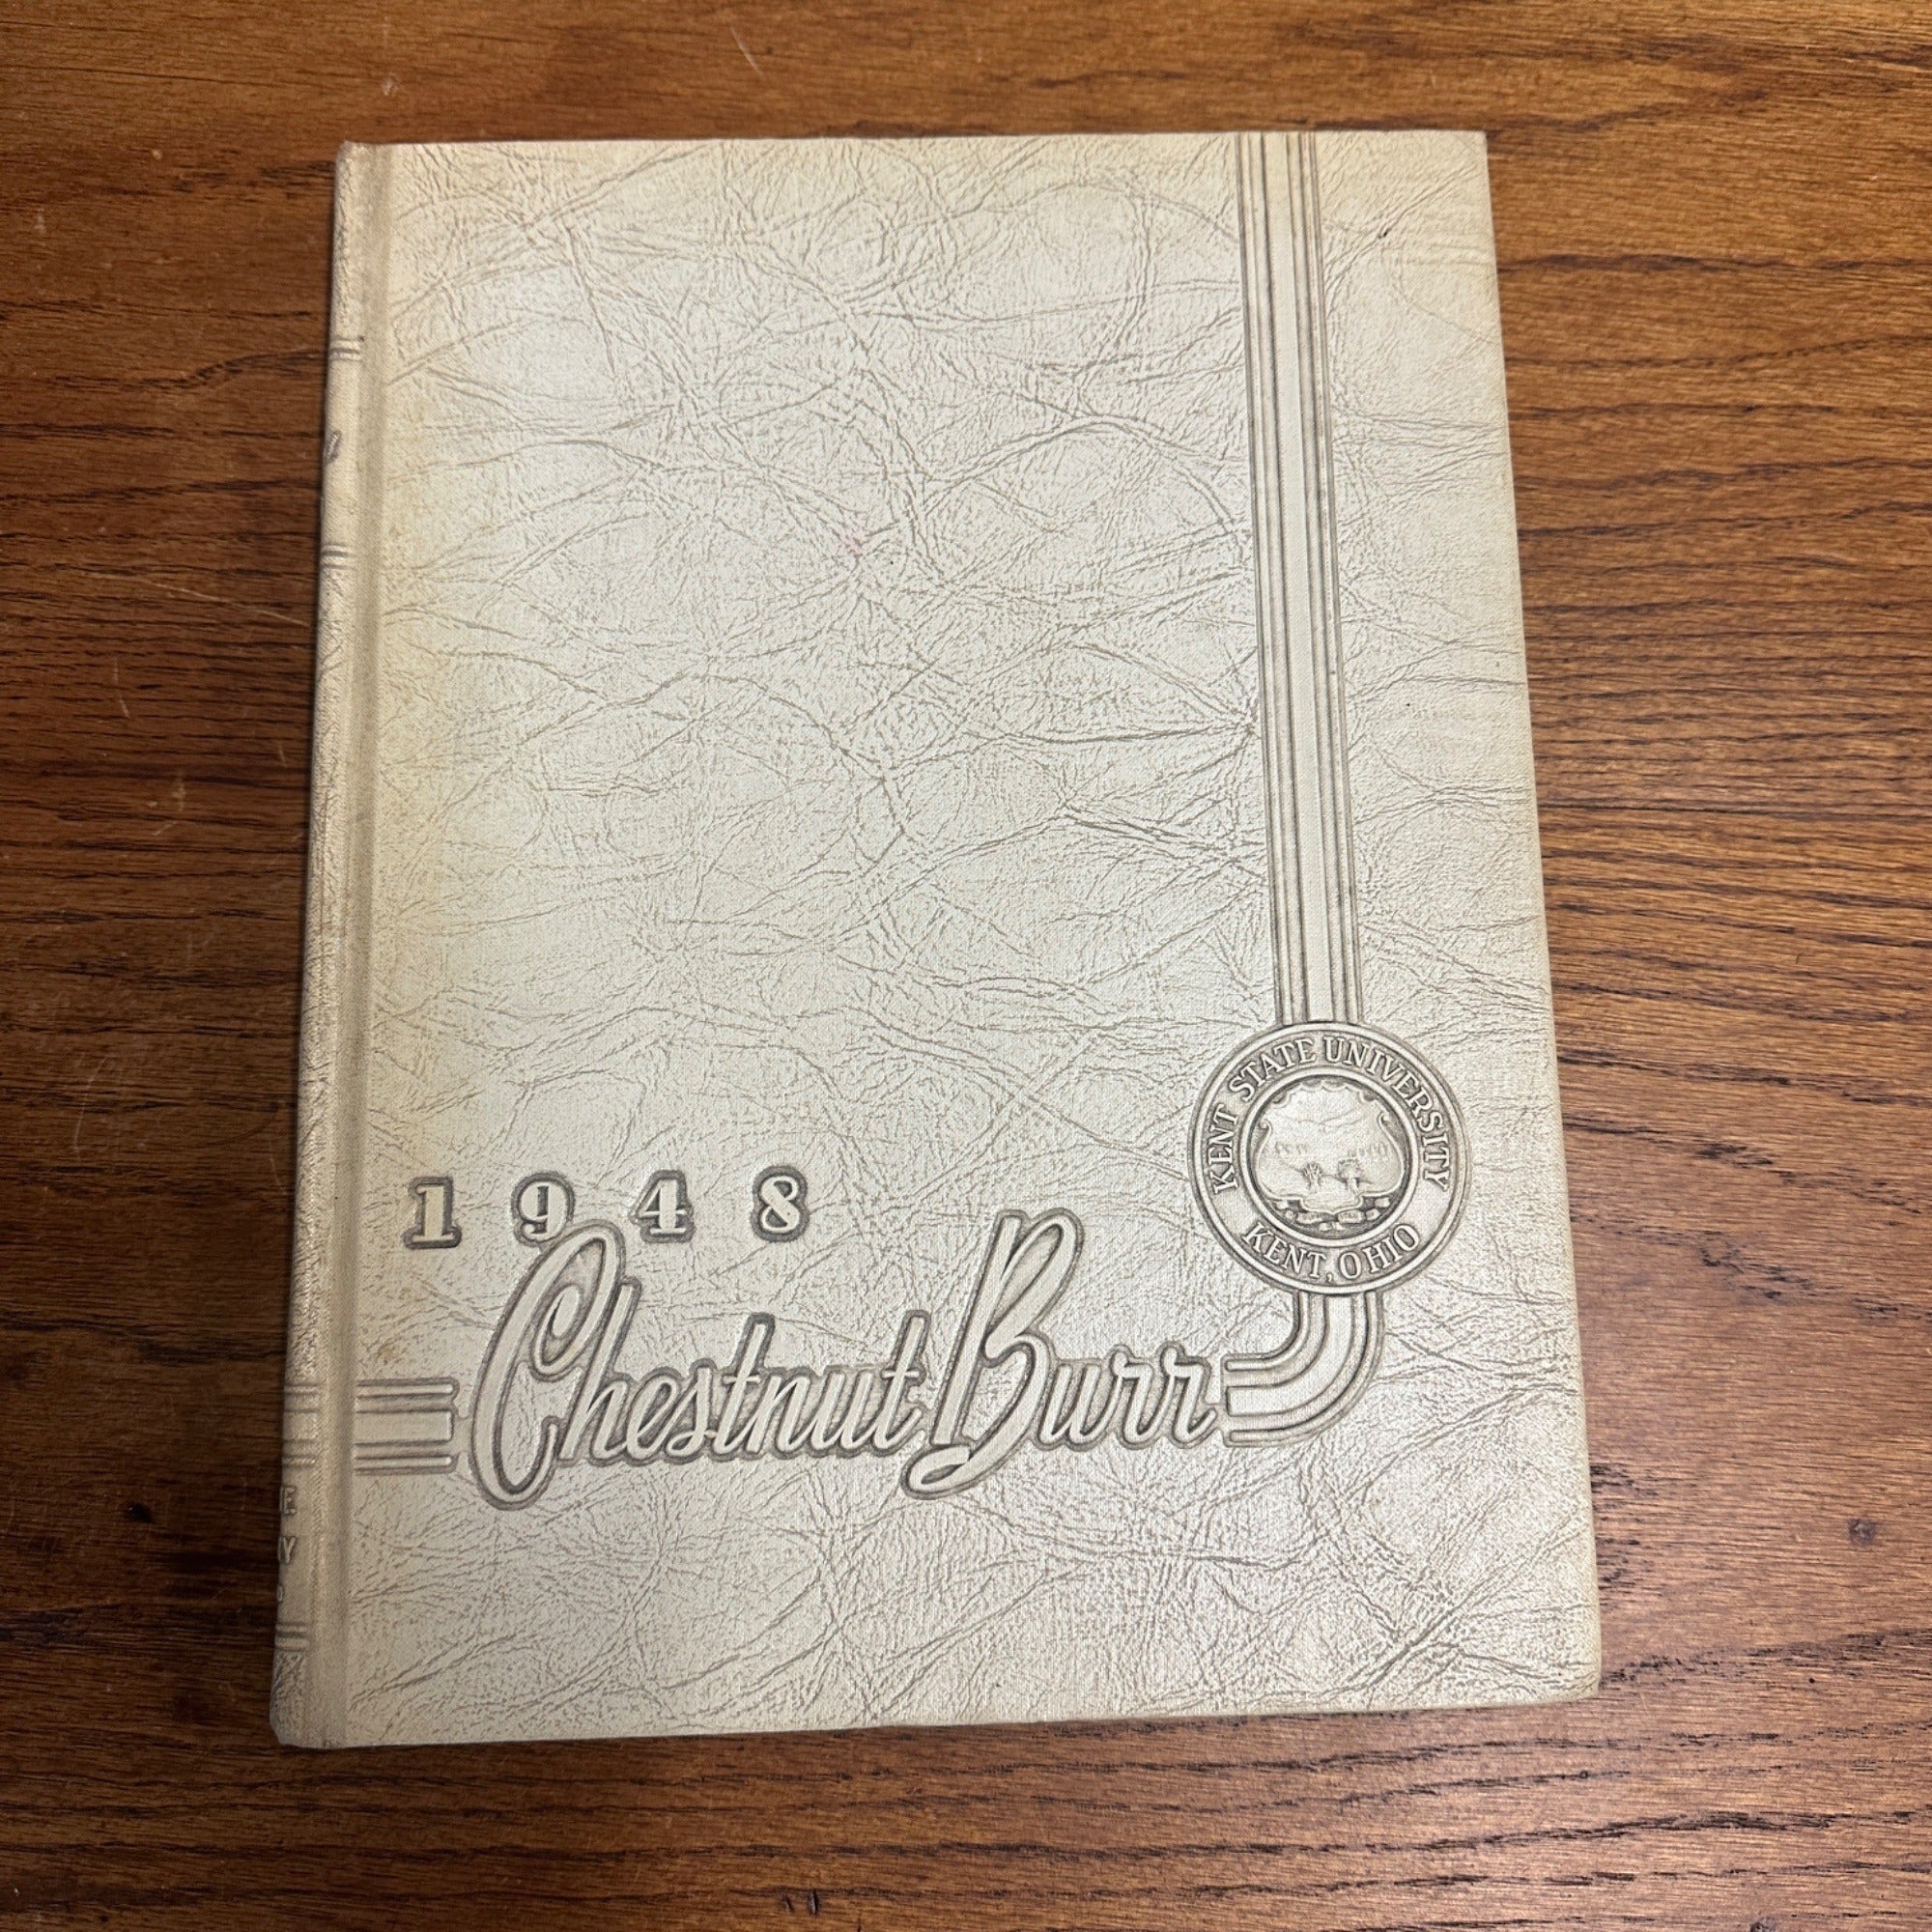 1948
Chestnut Burr
KENT STATE UNIVERSITY
KENT, OHIO